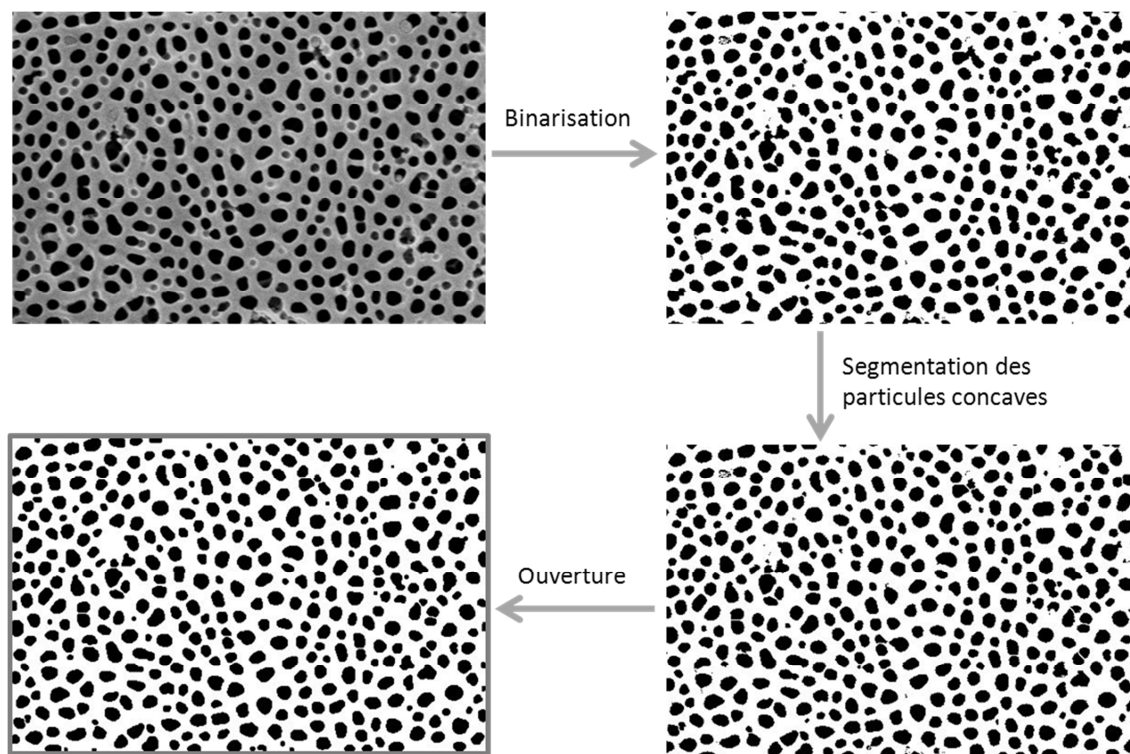 Binarisation
Segmentation des
particules concaves
Ouverture